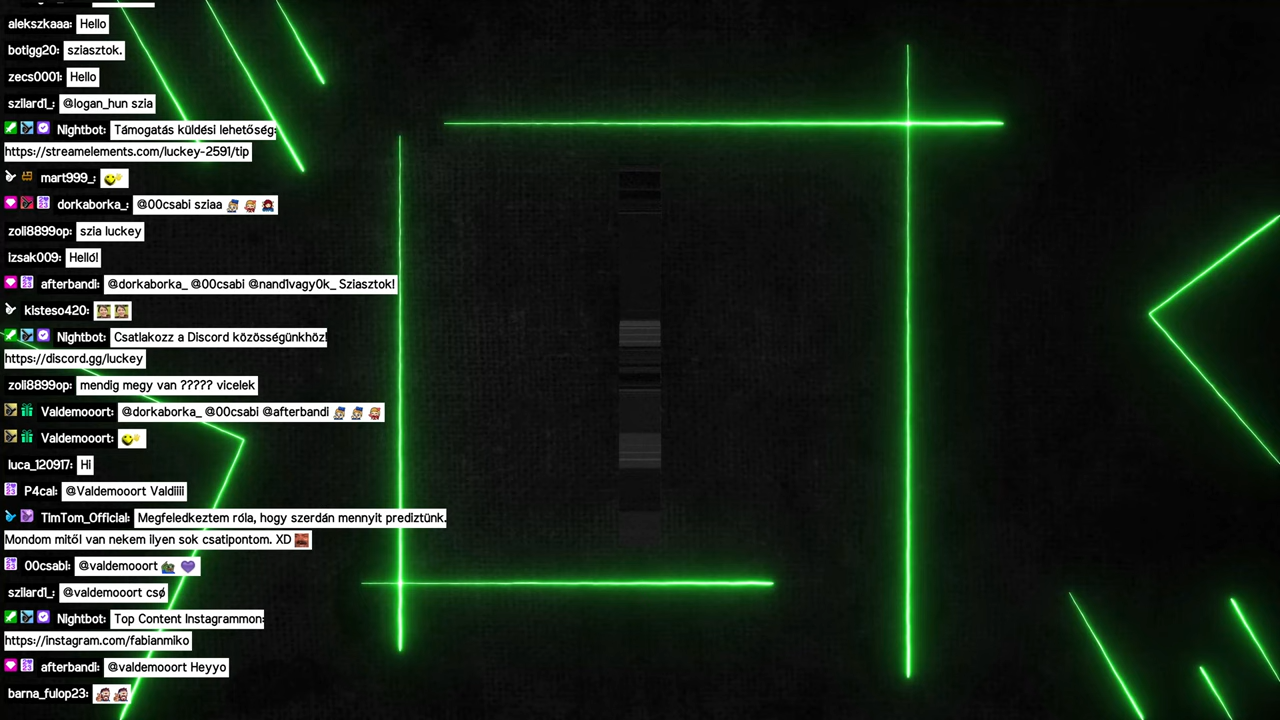 alekszkaaa: Hello
botlgg20: sziasztok.
zecs0001: Hello
szilard1_: @logan_hun szia
Nightbot: Támogatás küldési lehetőség:
https://streamelements.com/luckey-2591/tip
mart999_:
dorkaborka_: @00csabi sziaa
zoli8899op: szia luckey
izsak009: Helló!
afterbandi: @dorkaborka_ @00csabi @nand1vagy0k_ Sziasztok!
kisteso420:
Nightbot: Csatlakozz a Discord közösségünkhöz!
https://discord.gg/luckey
zoli8899op: mendig megy van ????? vicelek
Valdemooort: @dorkaborka_ @00csabi @afterbandi
Valdemooort:
luca_120917: Hi
P4cal: @Valdemooort Valdiiii
TimTom_Official: Megfeledkeztem róla, hogy szerdán mennyit prediztünk.
Mondom mitől van nekem ilyen sok csatipontom. XD
00csabi: @valdemooort
szilard1_: @valdemooort csø
Nightbot: Top Content Instagrammon:
https://instagram.com/fabianmiko
afterbandi: @valdemooort Heyyo
barna_fulop23: